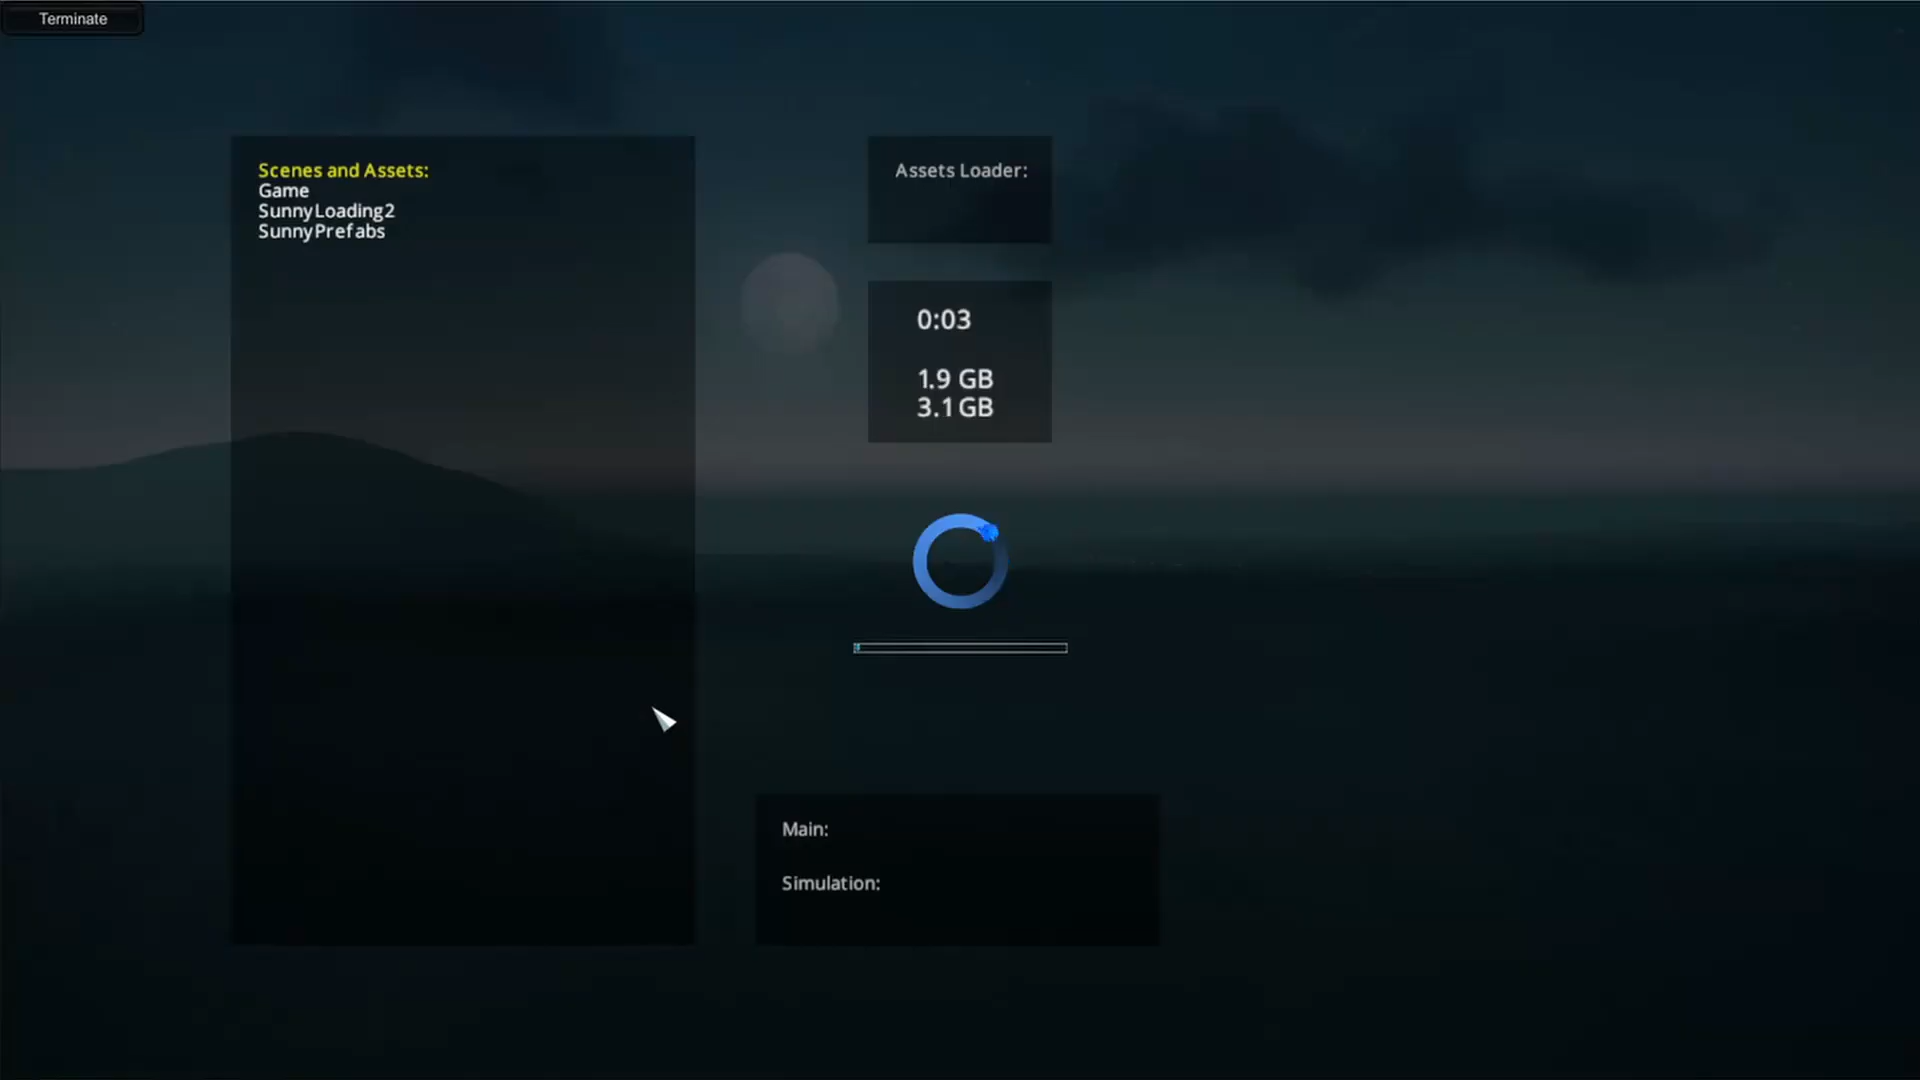 Terminate
Scenes and Assets:
Game
SunnyLoading2
SunnyPrefabs
Assets Loader:
0:03
1.9 GB
3.1 GB
Main:
Simulation: